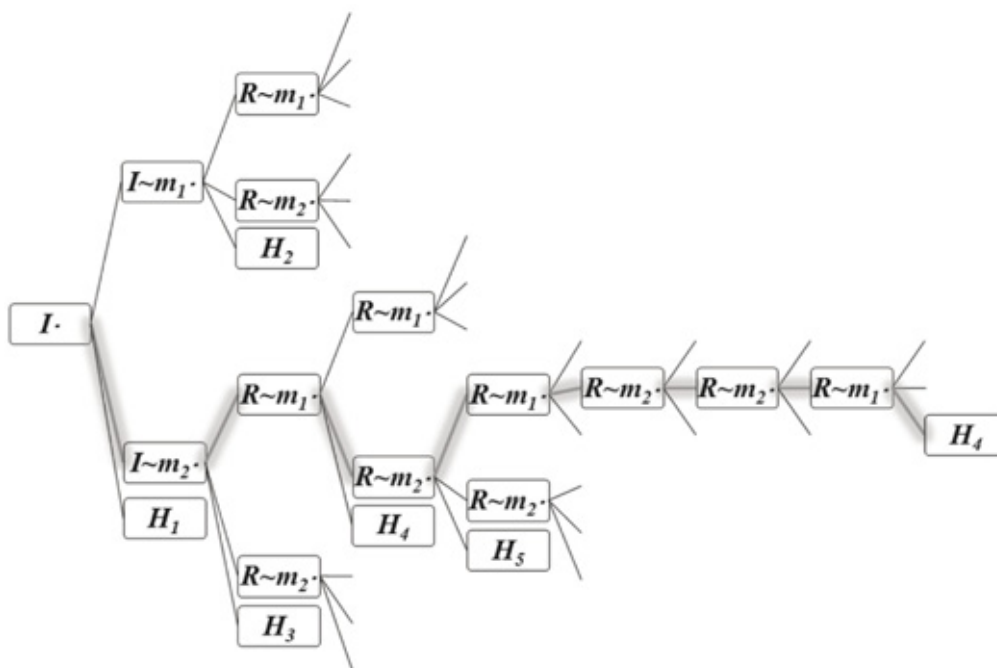 R~m₁·
I~m₁·
R~m₂·
H₂
I·
R~m₁·
R~m₁·
R~m₁·
R~m₂·
R~m₂·
R~m₁·
H₄
I~m₂·
R~m₂·
R~m₂·
H₁
H₄
H₅
R~m₂·
H₃